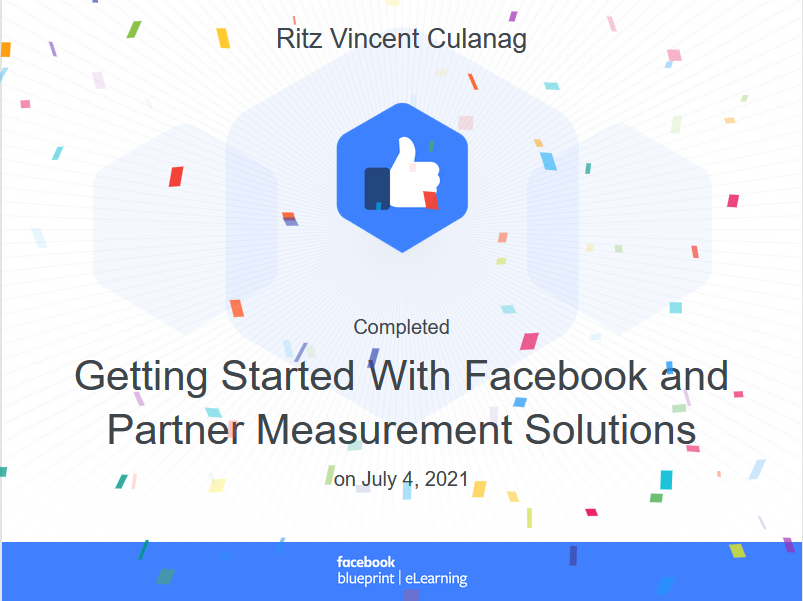 Ritz Vincent Culanag
Completed
Getting Started With Facebook and
Partner Measurement Solutions
on July 4, 2021
facebook
blueprint | eLearning